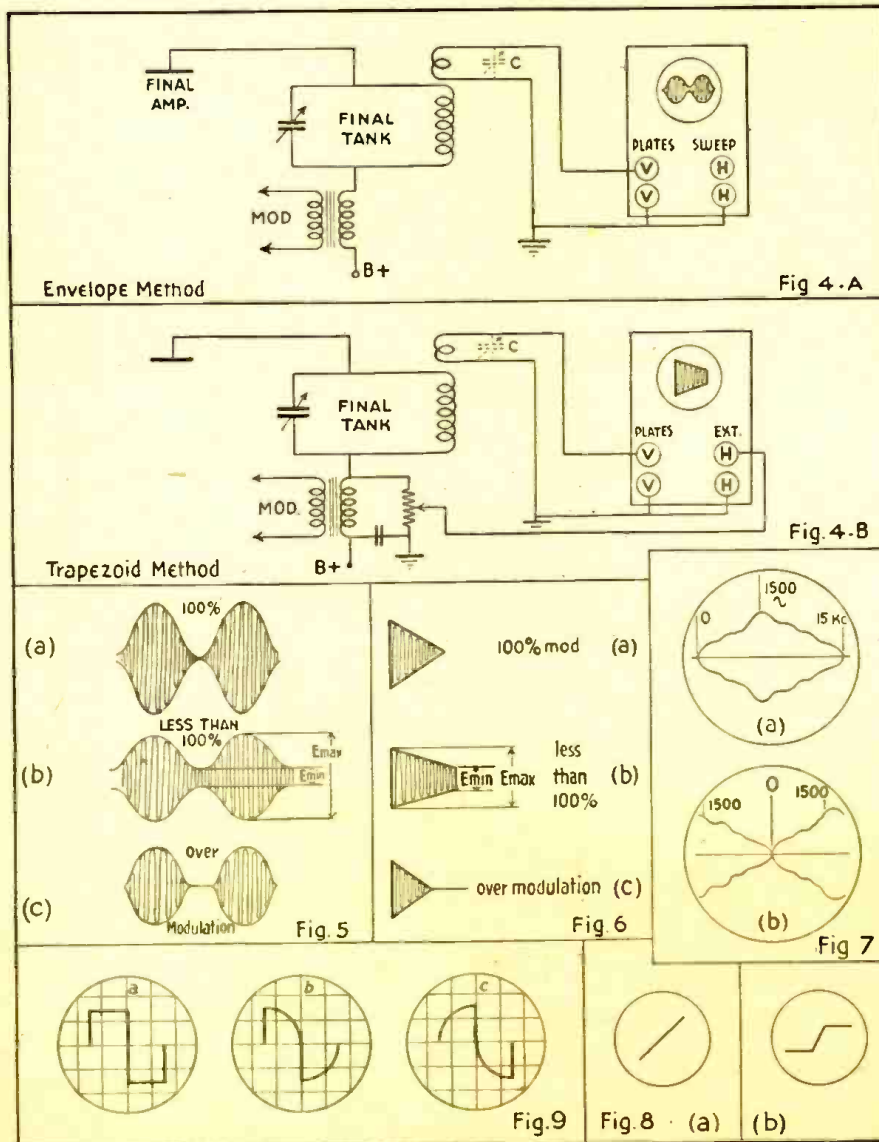 FINAL
AMP.
FINAL
TANK
MOD
B+
C
PLATES SWEEP
V H
V H
Envelope Method
Fig 4.A
FINAL
TANK
MOD.
B+
C
PLATES EXT.
V H
V H
Trapezoid Method
Fig. 4-B
(a)
100%
(b)
LESS THAN
100%
Emax
Emin
(c)
Over
Modulation
Fig. 5
100% mod (a)
Emin Emax
less
than
100%
(b)
over modulation (c)
Fig. 6
0
1500
~
15 Kc
(a)
1500 0 1500
(b)
Fig 7
a
b
c
Fig.9
Fig.8 (a)
(b)